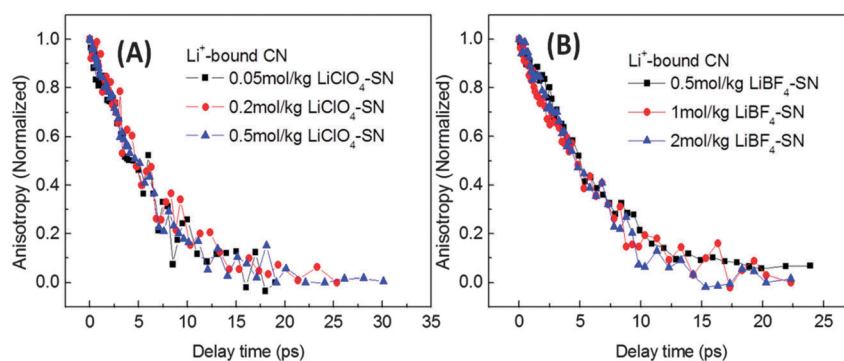 (A)
Li⁺-bound CN
0.05mol/kg LiClO₄-SN
0.2mol/kg LiClO₄-SN
0.5mol/kg LiClO₄-SN
Anisotropy (Normalized)
1.0
0.8
0.6
0.4
0.2
0.0
0 5 10 15 20 25 30 35
Delay time (ps)
(B)
Li⁺-bound CN
0.5mol/kg LiBF₄-SN
1mol/kg LiBF₄-SN
2mol/kg LiBF₄-SN
Anisotropy (Normalized)
1.0
0.8
0.6
0.4
0.2
0.0
0 5 10 15 20 25
Delay time (ps)